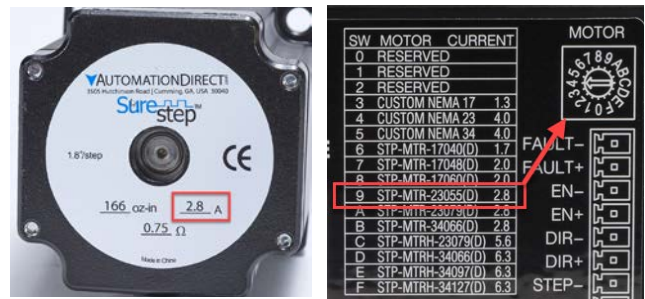 AUTOMATIONDIRECT
3505 Hutchinson Road | Cumming, GA, USA 30040
Sure step™
1.8°/step
CE
166 oz-in 2.8 A
0.75 Ω
Made in China
SW MOTOR CURRENT
0 RESERVED
1 RESERVED
2 RESERVED
3 CUSTOM NEMA 17 1.3
4 CUSTOM NEMA 23 4.0
5 CUSTOM NEMA 34 4.0
6 STP-MTR-17040(D) 1.7
7 STP-MTR-17048(D) 2.0
8 STP-MTR-17060(D) 2.0
9 STP-MTR-23055(D) 2.8
A STP-MTR-23079(D) 2.8
B STP-MTR-34066(D) 2.8
C STP-MTRH-23079(D) 5.6
D STP-MTRH-34066(D) 6.3
E STP-MTRH-34097(D) 6.3
F STP-MTRH-34127(D) 6.3
MOTOR
0123456789ABCDEF
FAULT-
FAULT+
EN-
EN+
DIR-
DIR+
STEP-